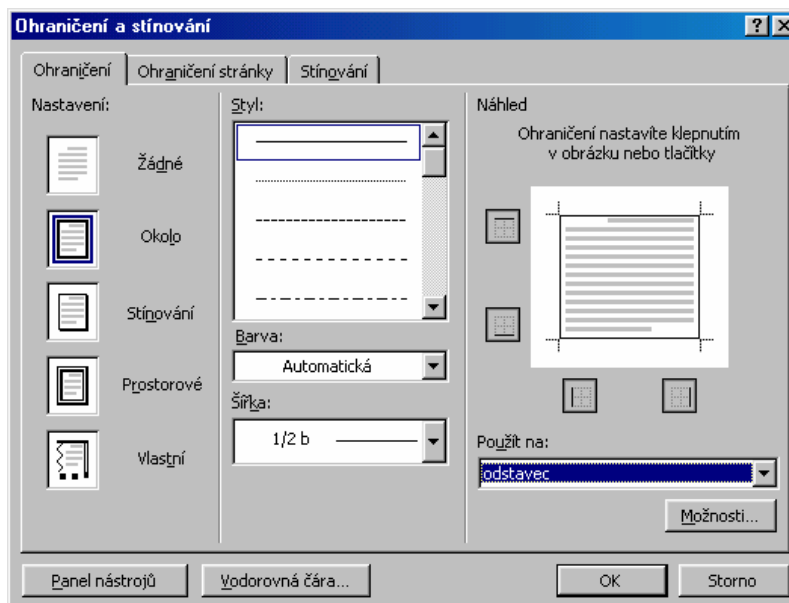 Ohraničení a stínování
Ohraničení
Ohraničení stránky
Stínování
Nastavení:
Žádné
Okolo
Stínování
Prostorové
Vlastní
Styl:
Barva:
Automatická
Šířka:
1/2 b
Náhled
Ohraničení nastavíte klepnutím
v obrázku nebo tlačítky
Použít na:
odstavec
Možnosti...
Panel nástrojů
Vodorovná čára...
OK
Storno